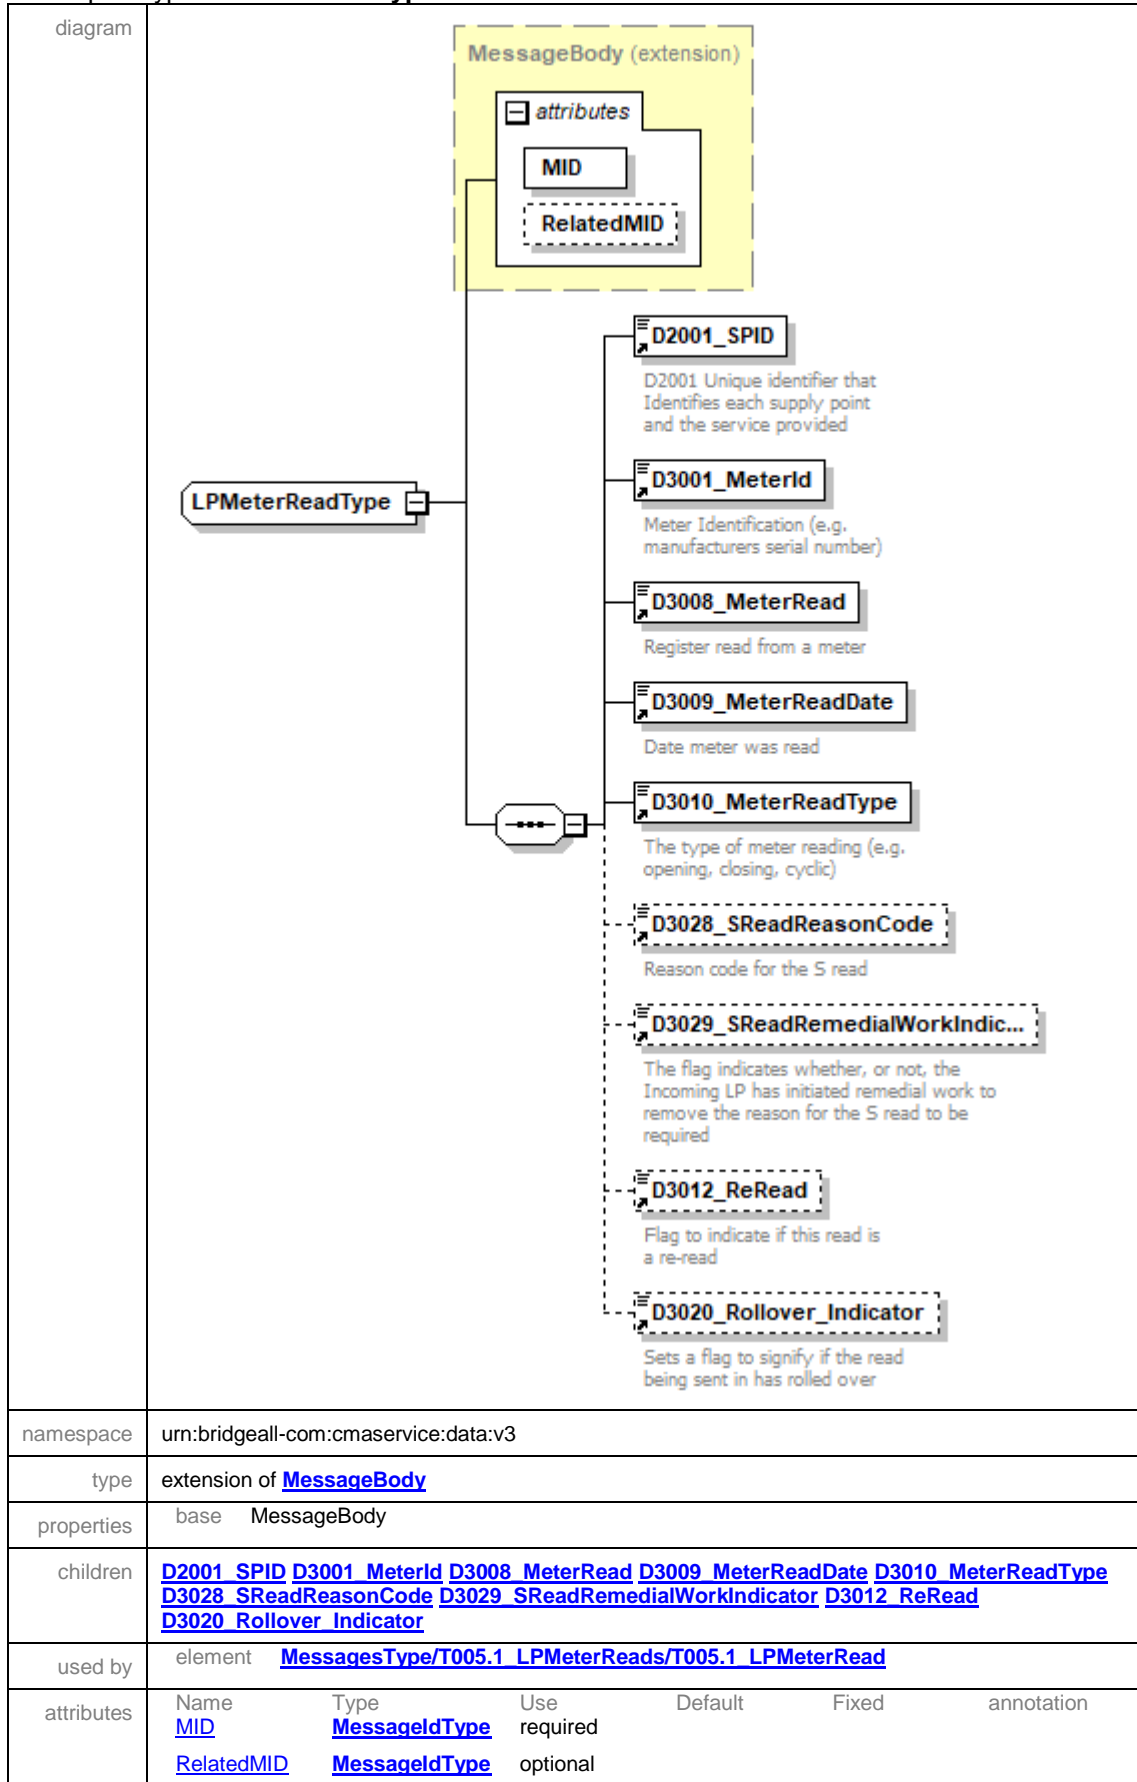 diagram
MessageBody (extension)
attributes
MID
RelatedMID
D2001_SPID
D2001 Unique identifier that
Identifies each supply point
and the service provided
D3001_MeterId
LPMeterReadType
Meter Identification (e.g.
manufacturers serial number)
D3008_MeterRead
Register read from a meter
D3009_MeterReadDate
Date meter was read
D3010_MeterReadType
The type of meter reading (e.g.
opening, closing, cyclic)
D3028_SReadReasonCode
Reason code for the S read
D3029_SReadRemedialWorkIndic...
The flag indicates whether, or not, the
Incoming LP has initiated remedial work to
remove the reason for the S read to be
required
D3012_ReRead
Flag to indicate if this read is
a re-read
D3020_Rollover_Indicator
Sets a flag to signify if the read
being sent in has rolled over
namespace urn:bridgeall-com:cmaservice:data:v3
type extension of MessageBody
properties base MessageBody
children D2001_SPID D3001_MeterId D3008_MeterRead D3009_MeterReadDate D3010_MeterReadType
D3028_SReadReasonCode D3029_SReadRemedialWorkIndicator D3012_ReRead
D3020_Rollover_Indicator
used by element MessagesType/T005.1_LPMeterReads/T005.1_LPMeterRead
attributes Name Type Use Default Fixed annotation
MID MessageIdType required
RelatedMID MessageIdType optional